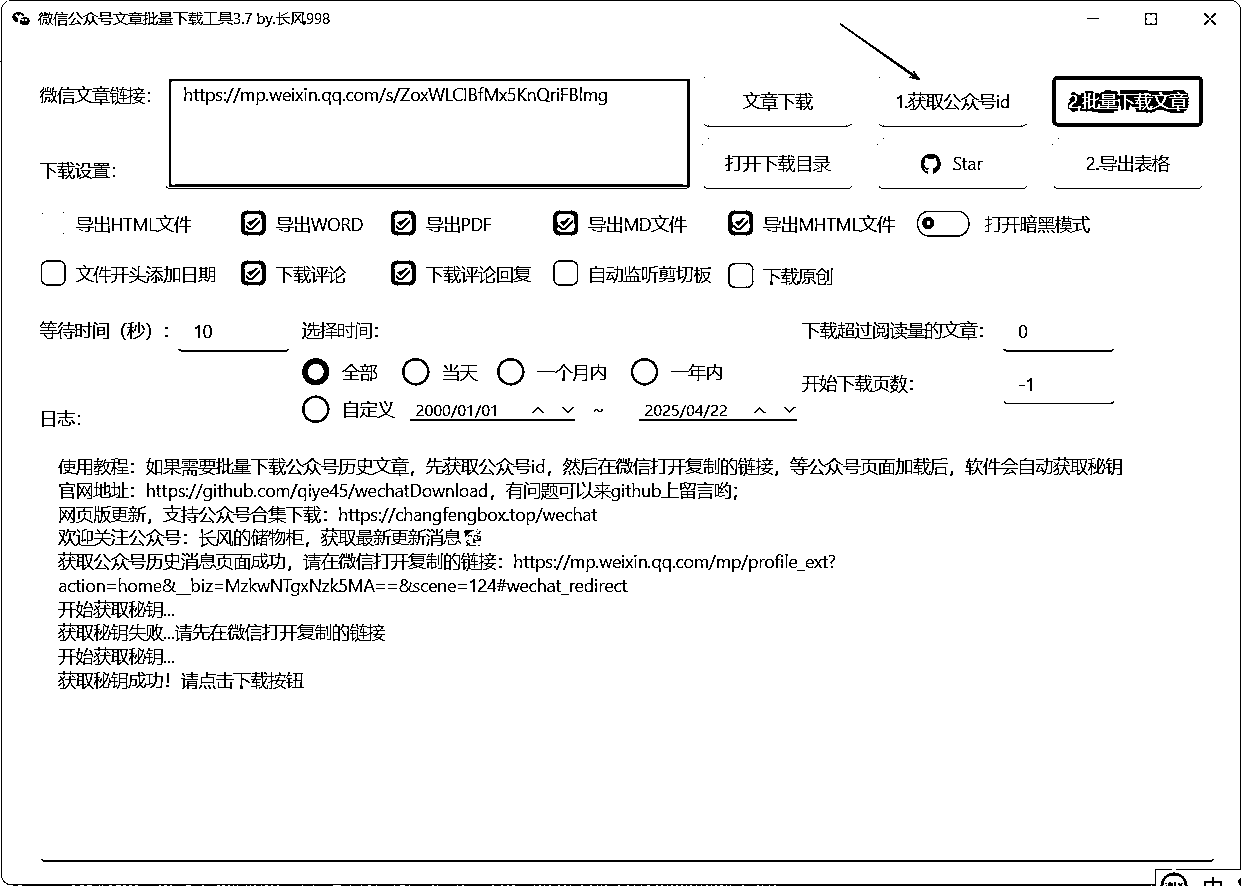 微信公众号文章批量下载工具3.7 by.长风998
微信文章链接：
https://mp.weixin.qq.com/s/ZoxWLCIBfMx5KnQriFBlmg
文章下载
1.获取公众号id
2.批量下载文章
下载设置：
打开下载目录
Star
2.导出表格
导出HTML文件 导出WORD 导出PDF 导出MD文件 导出MHTML文件 打开暗黑模式
文件开头添加日期 下载评论 下载评论回复 自动监听剪切板 下载原创
等待时间（秒）： 10 选择时间： 下载超过阅读量的文章： 0
全部 当天 一个月内 一年内 开始下载页数： -1
自定义 2000/01/01 ~ 2025/04/22
日志：
使用教程：如果需要批量下载公众号历史文章，先获取公众号id，然后在微信打开复制的链接，等公众号页面加载后，软件会自动获取秘钥
官网地址：https://github.com/qiye45/wechatDownload，有问题可以来github上留言哟；
网页版更新，支持公众号合集下载：https://changfengbox.top/wechat
欢迎关注公众号：长风的储物柜，获取最新更新消息
获取公众号历史消息页面成功，请在微信打开复制的链接：https://mp.weixin.qq.com/mp/profile_ext?
action=home&__biz=MzkwNTgxNzk5MA==&scene=124#wechat_redirect
开始获取秘钥...
获取秘钥失败...请先在微信打开复制的链接
开始获取秘钥...
获取秘钥成功！请点击下载按钮